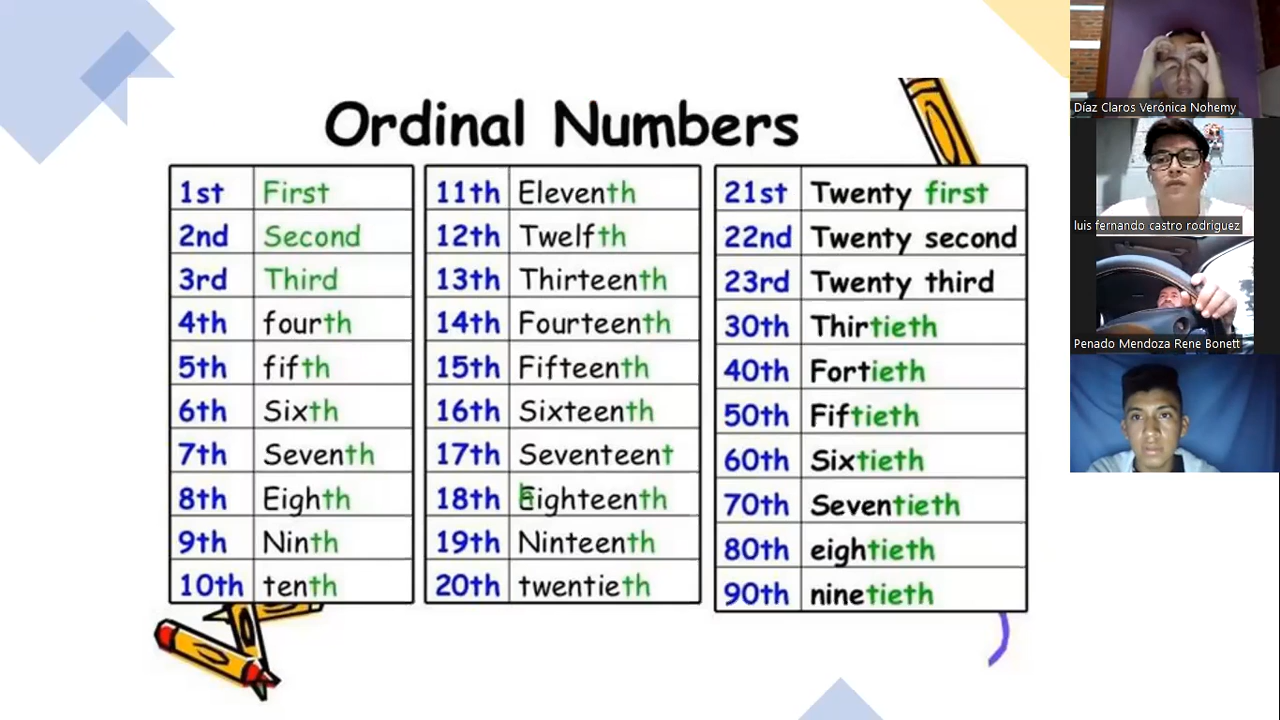 Ordinal Numbers
1st First
2nd Second
3rd Third
4th fourth
5th fifth
6th Sixth
7th Seventh
8th Eighth
9th Ninth
10th tenth
11th Eleventh
12th Twelfth
13th Thirteenth
14th Fourteenth
15th Fifteenth
16th Sixteenth
17th Seventeent
h
18th Eighteenth
19th Ninteenth
20th twentieth
21st Twenty first
22nd Twenty second
23rd Twenty third
30th Thirtieth
40th Fortieth
50th Fiftieth
60th Sixtieth
70th Seventieth
80th eightieth
90th ninetieth
Díaz Claros Verónica Nohemy
luis fernando castro rodriguez
Penado Mendoza Rene Bonett